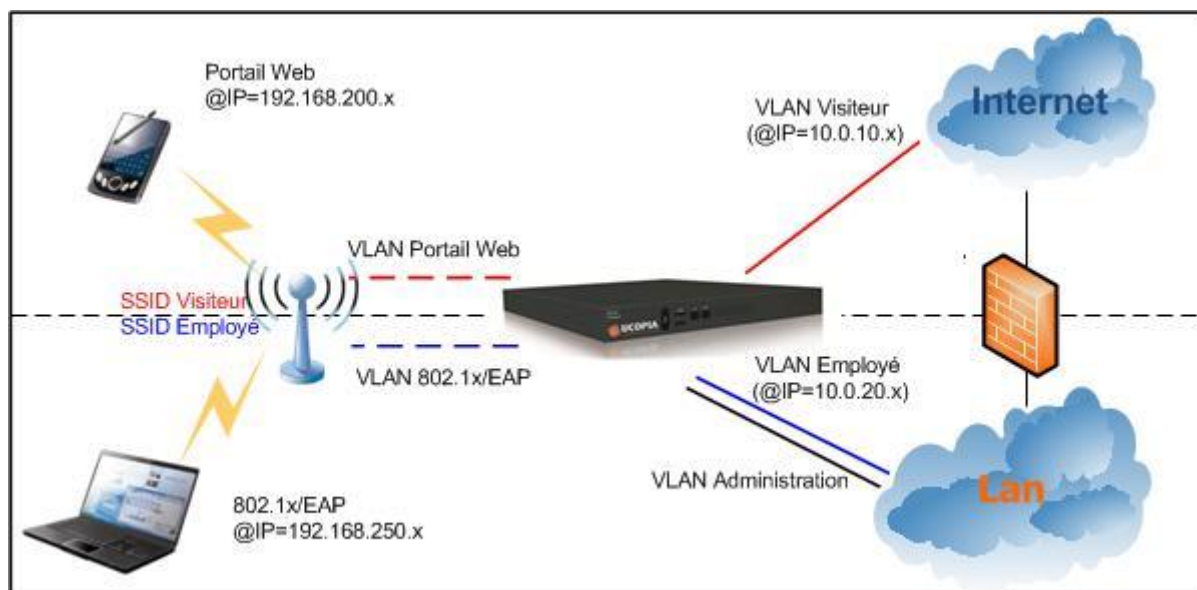 Portail Web
@IP=192.168.200.x
VLAN Visiteur
(@IP=10.0.10.x)
Internet
VLAN Portail Web
SSID Visiteur
SSID Employé
UCOPIA
VLAN 802.1x/EAP
VLAN Employé
(@IP=10.0.20.x)
VLAN Administration
Lan
802.1x/EAP
@IP=192.168.250.x